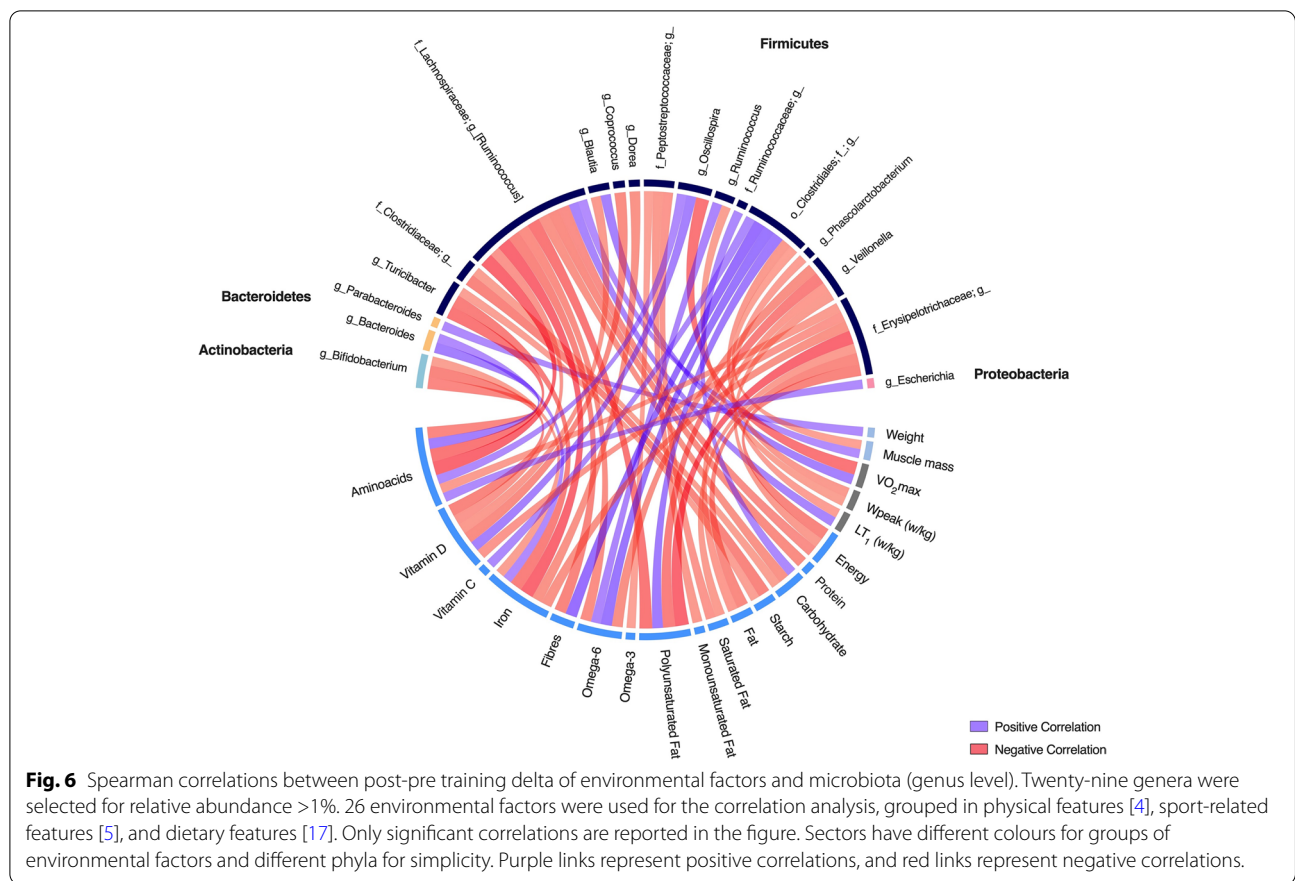 Firmicutes
f_Lachnospiraceae; g_[Ruminococcus]
g_Blautia
g_Coprococcus
g_Dorea
f_Peptostreptococcaceae; g_
g_Oscillospira
g_Ruminococcus
f_Ruminococcaceae; g_
o_Clostridiales; f_; g_
g_Phascolarctobacterium
g_Veillonella
f_Erysipelotrichaceae; g_
f_Clostridiaceae; g_
g_Turicibacter
Bacteroidetes
g_Parabacteroides
g_Bacteroides
Actinobacteria
g_Bifidobacterium
g_Escherichia
Proteobacteria
Weight
Muscle mass
VO2max
Wpeak (w/kg)
LT1 (w/kg)
Energy
Protein
Carbohydrate
Starch
Fat
Saturated Fat
Monounsaturated Fat
Polyunsaturated Fat
Omega-3
Omega-6
Fibres
Iron
Vitamin C
Vitamin D
Aminoacids
Positive Correlation
Negative Correlation
Fig. 6 Spearman correlations between post-pre training delta of environmental factors and microbiota (genus level). Twenty-nine genera were
selected for relative abundance >1%. 26 environmental factors were used for the correlation analysis, grouped in physical features [4], sport-related
features [5], and dietary features [17]. Only significant correlations are reported in the figure. Sectors have different colours for groups of
environmental factors and different phyla for simplicity. Purple links represent positive correlations, and red links represent negative correlations.